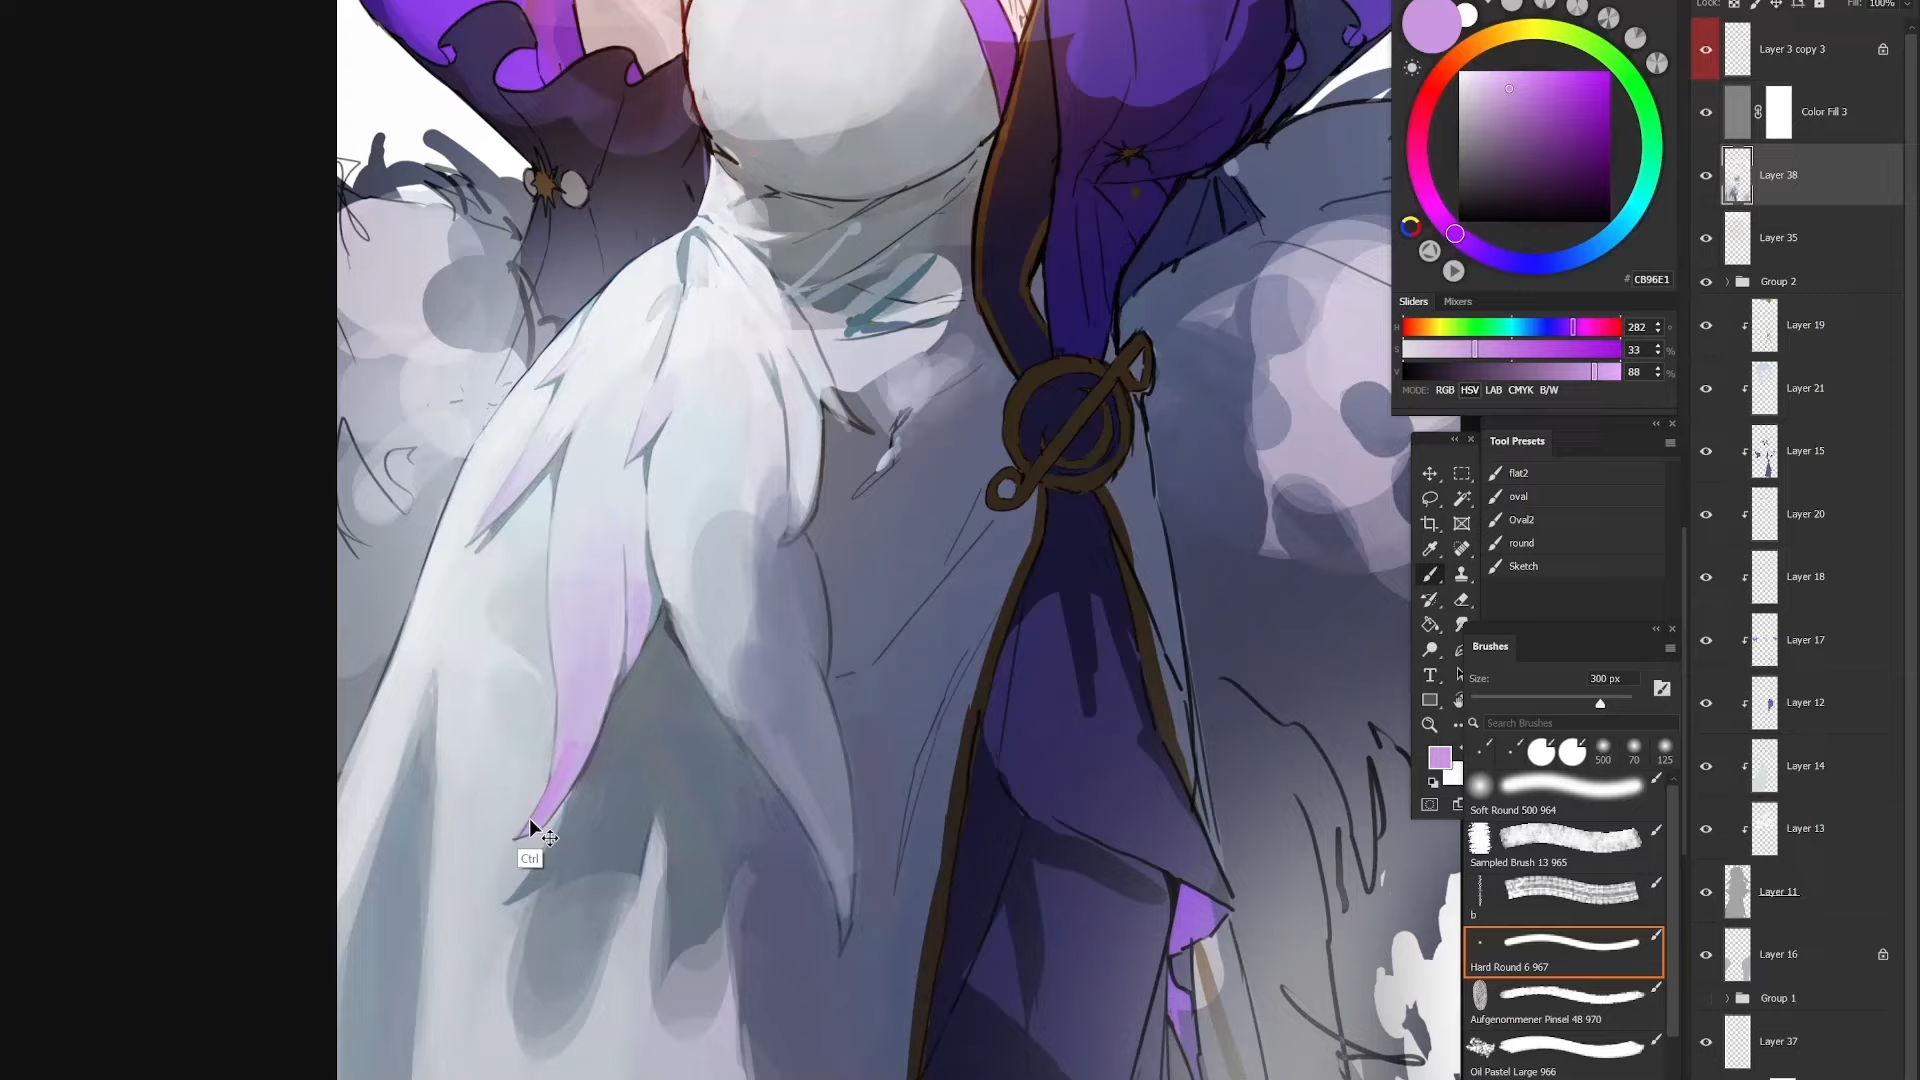 Lock:
Fill: 100%
Layer 3 copy 3
Color Fill 3
Layer 38
Layer 35
Group 2
Layer 19
Layer 21
Layer 15
Layer 20
Layer 18
Layer 17
Layer 12
Layer 14
Layer 13
Layer 11
Layer 16
Group 1
Layer 37
# CB96E1
Sliders
Mixers
H
282
°
S
33
%
V
88
%
MODE: RGB HSV LAB CMYK B/W
Tool Presets
flat2
oval
Oval2
round
Sketch
Brushes
Size:
300 px
Search Brushes
500
70
125
Soft Round 500 964
Sampled Brush 13 965
b
Hard Round 6 967
Aufgenommener Pinsel 48 970
Oil Pastel Large 966
Ctrl